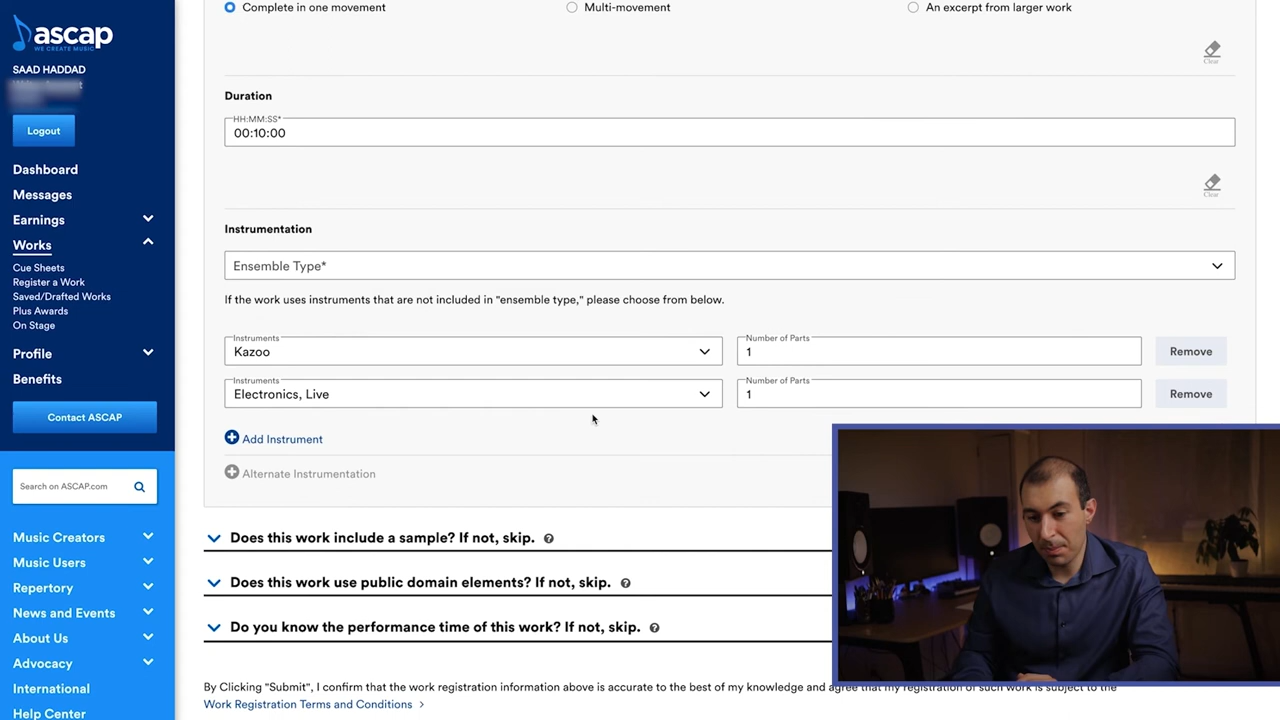 ascap
WE CREATE MUSIC
SAAD HADDAD
Logout
Dashboard
Messages
Earnings
Works
Cue Sheets
Register a Work
Saved/Drafted Works
Plus Awards
On Stage
Profile
Benefits
Contact ASCAP
Search on ASCAP.com
Music Creators
Music Users
Repertory
News and Events
About Us
Advocacy
International
Help Center
Complete in one movement
Multi-movement
An excerpt from larger work
Clear
Duration
HH:MM:SS*
00:10:00
Clear
Instrumentation
Ensemble Type*
If the work uses instruments that are not included in "ensemble type," please choose from below.
Instruments
Number of Parts
Kazoo
1
Remove
Instruments
Number of Parts
Electronics, Live
1
Remove
Add Instrument
Alternate Instrumentation
Does this work include a sample? If not, skip.
Does this work use public domain elements? If not, skip.
Do you know the performance time of this work? If not, skip.
By Clicking "Submit", I confirm that the work registration information above is accurate to the best of my knowledge and agree that my registration of such work is subject to the
Work Registration Terms and Conditions >